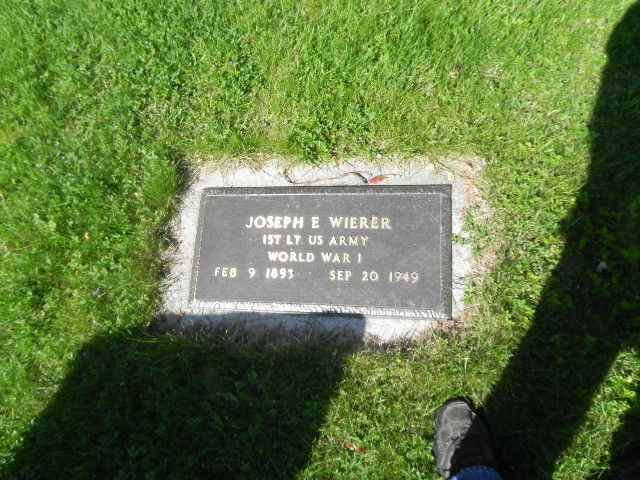 JOSEPH E WIERER
1ST LT US ARMY
WORLD WAR I
FEB 9 1893 SEP 20 1949